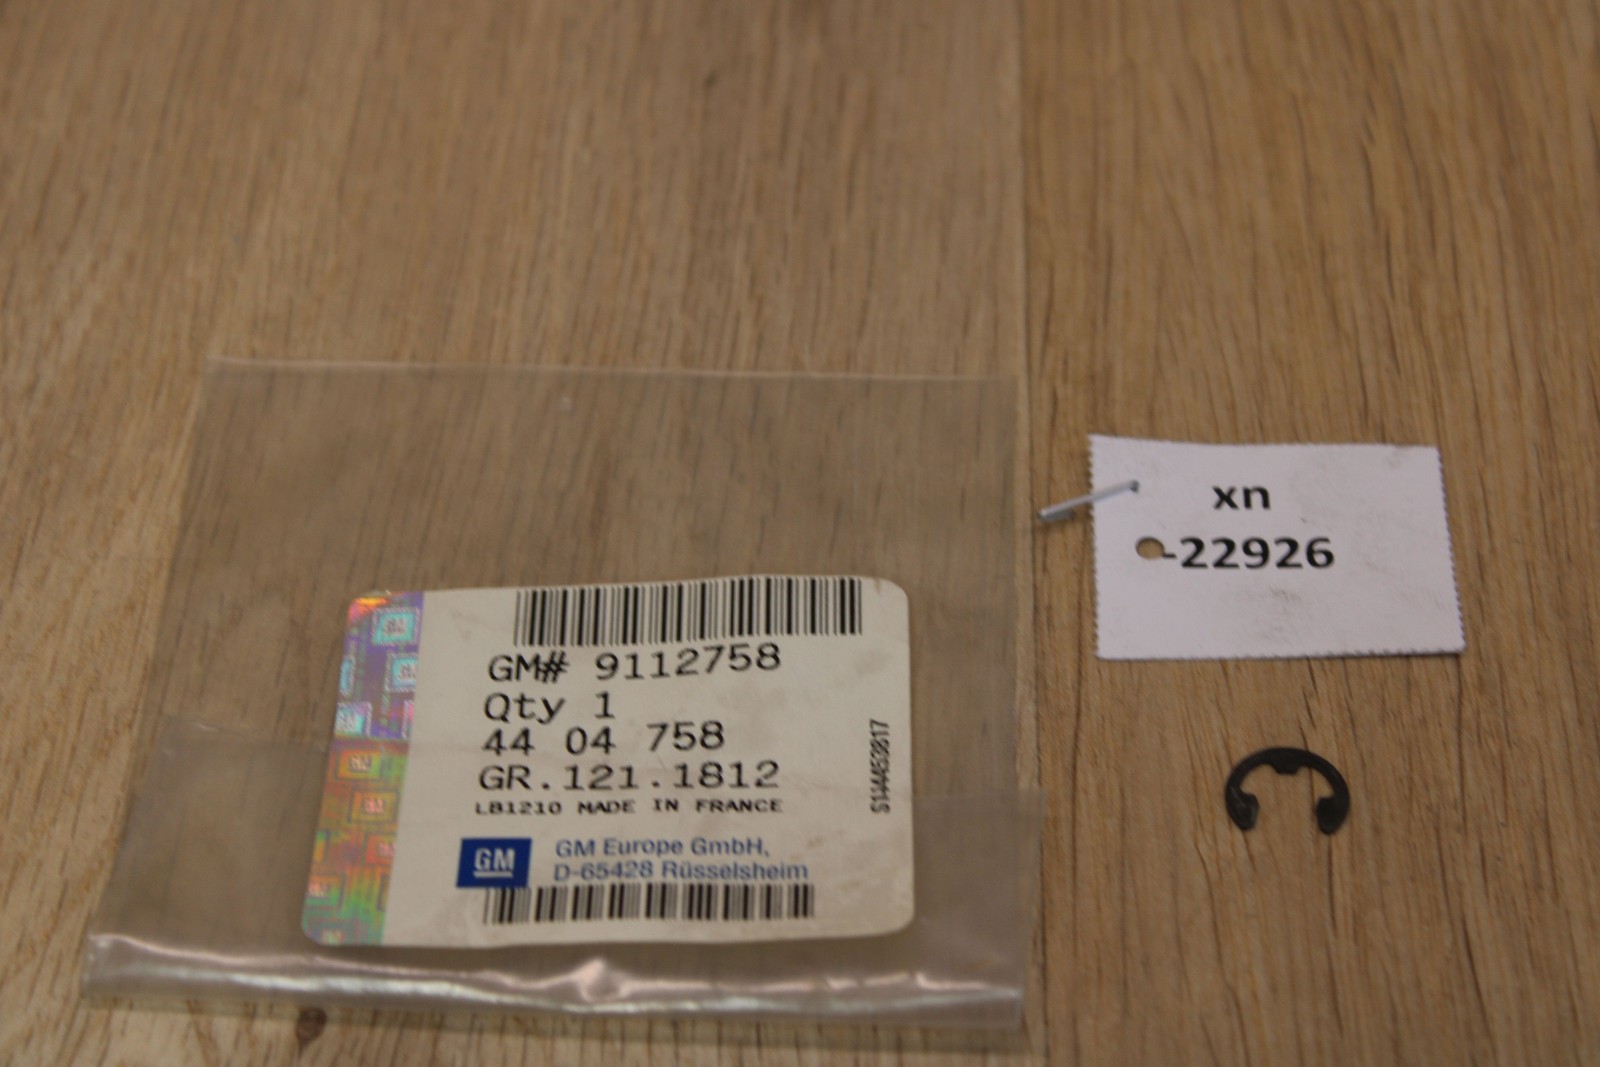 GM# 9112758
Qty 1
44 04 758
GR.121.1812
LB1210 MADE IN FRANCE
GM
GM Europe GmbH,
D-65428 Rüsselsheim
S144453817
xn
-22926